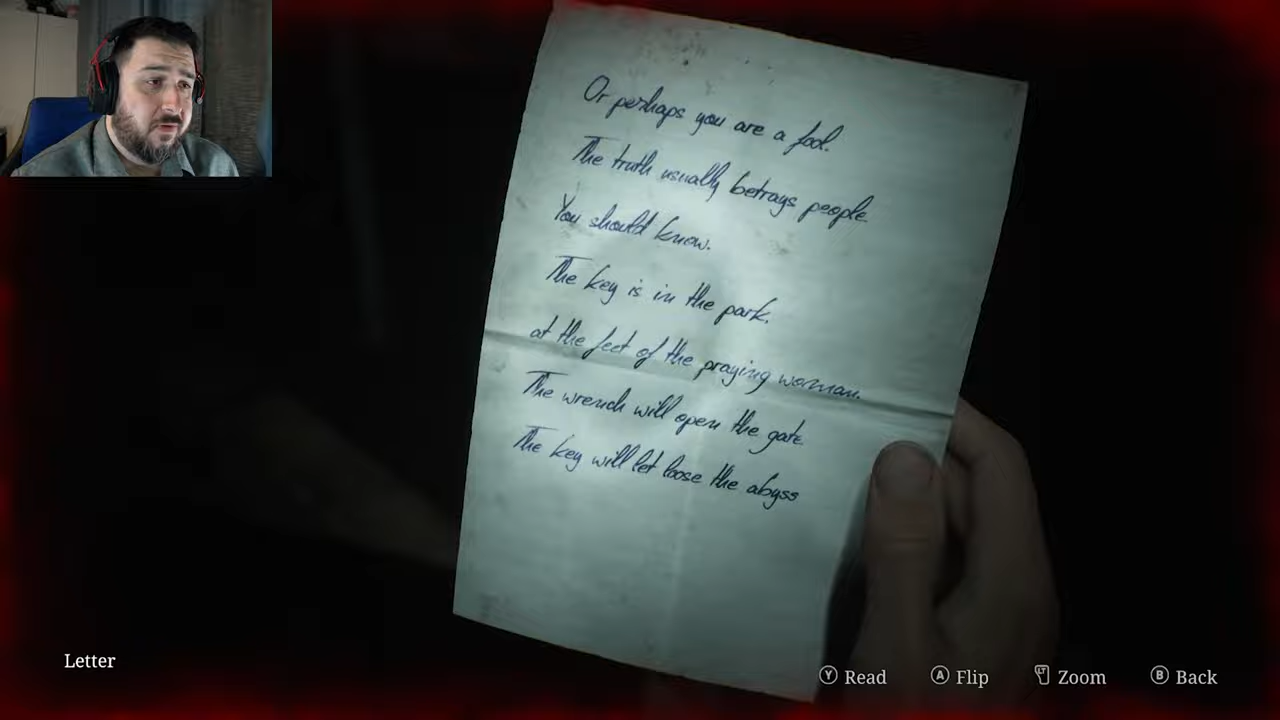 Or perhaps you are a fool.
The truth usually betrays people
You should know.
The key is in the park.
at the feet of the praying woman.
The wrench will open the gate
The key will let loose the abyss
Letter
Y Read
A Flip
LT Zoom
B Back